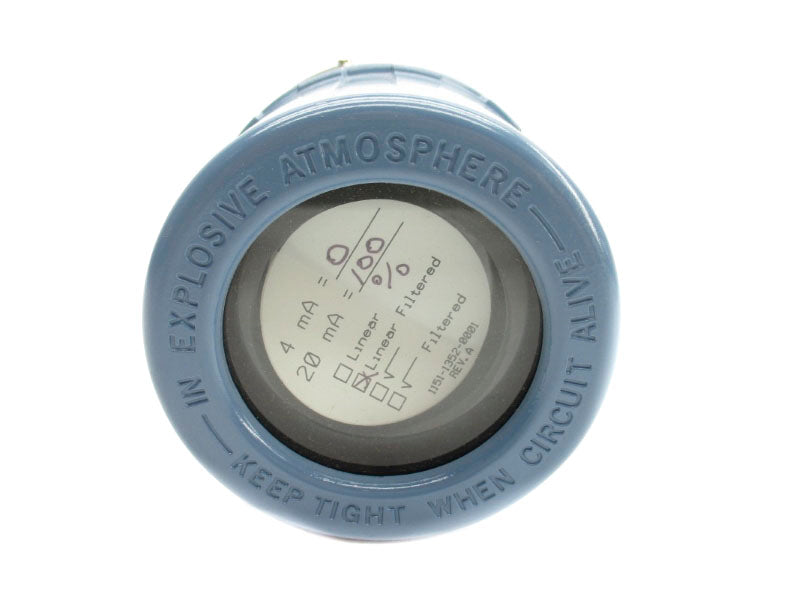 — IN EXPLOSIVE ATMOSPHERE —
KEEP TIGHT WHEN CIRCUIT ALIVE
4 mA = 0
20 mA = 100
%
□ Linear
☒ Linear Filtered
□ √
□ √ Filtered
1151-1352-0001
REV. A